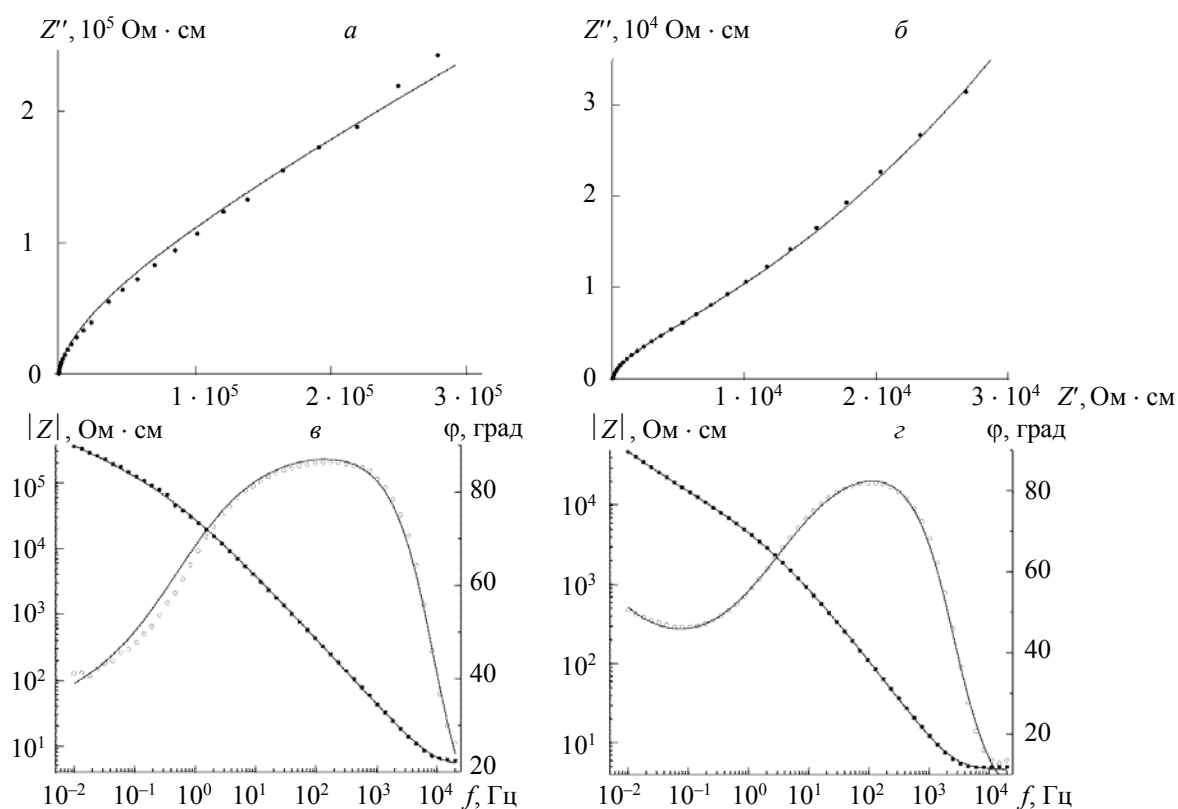 Z″, 10⁵ Ом · см
а
2
1
0
1 · 10⁵
2 · 10⁵
3 · 10⁵
Z″, 10⁴ Ом · см
б
3
2
1
0
1 · 10⁴
2 · 10⁴
3 · 10⁴
Z′, Ом · см
|Z|, Ом · см
в
φ, град
10⁵
10⁴
10³
10²
10¹
80
60
40
20
10⁻²
10⁻¹
10⁰
10¹
10²
10³
10⁴
f, Гц
|Z|, Ом · см
г
φ, град
10⁴
10³
10²
10¹
80
60
40
20
10⁻²
10⁻¹
10⁰
10¹
10²
10³
10⁴
f, Гц